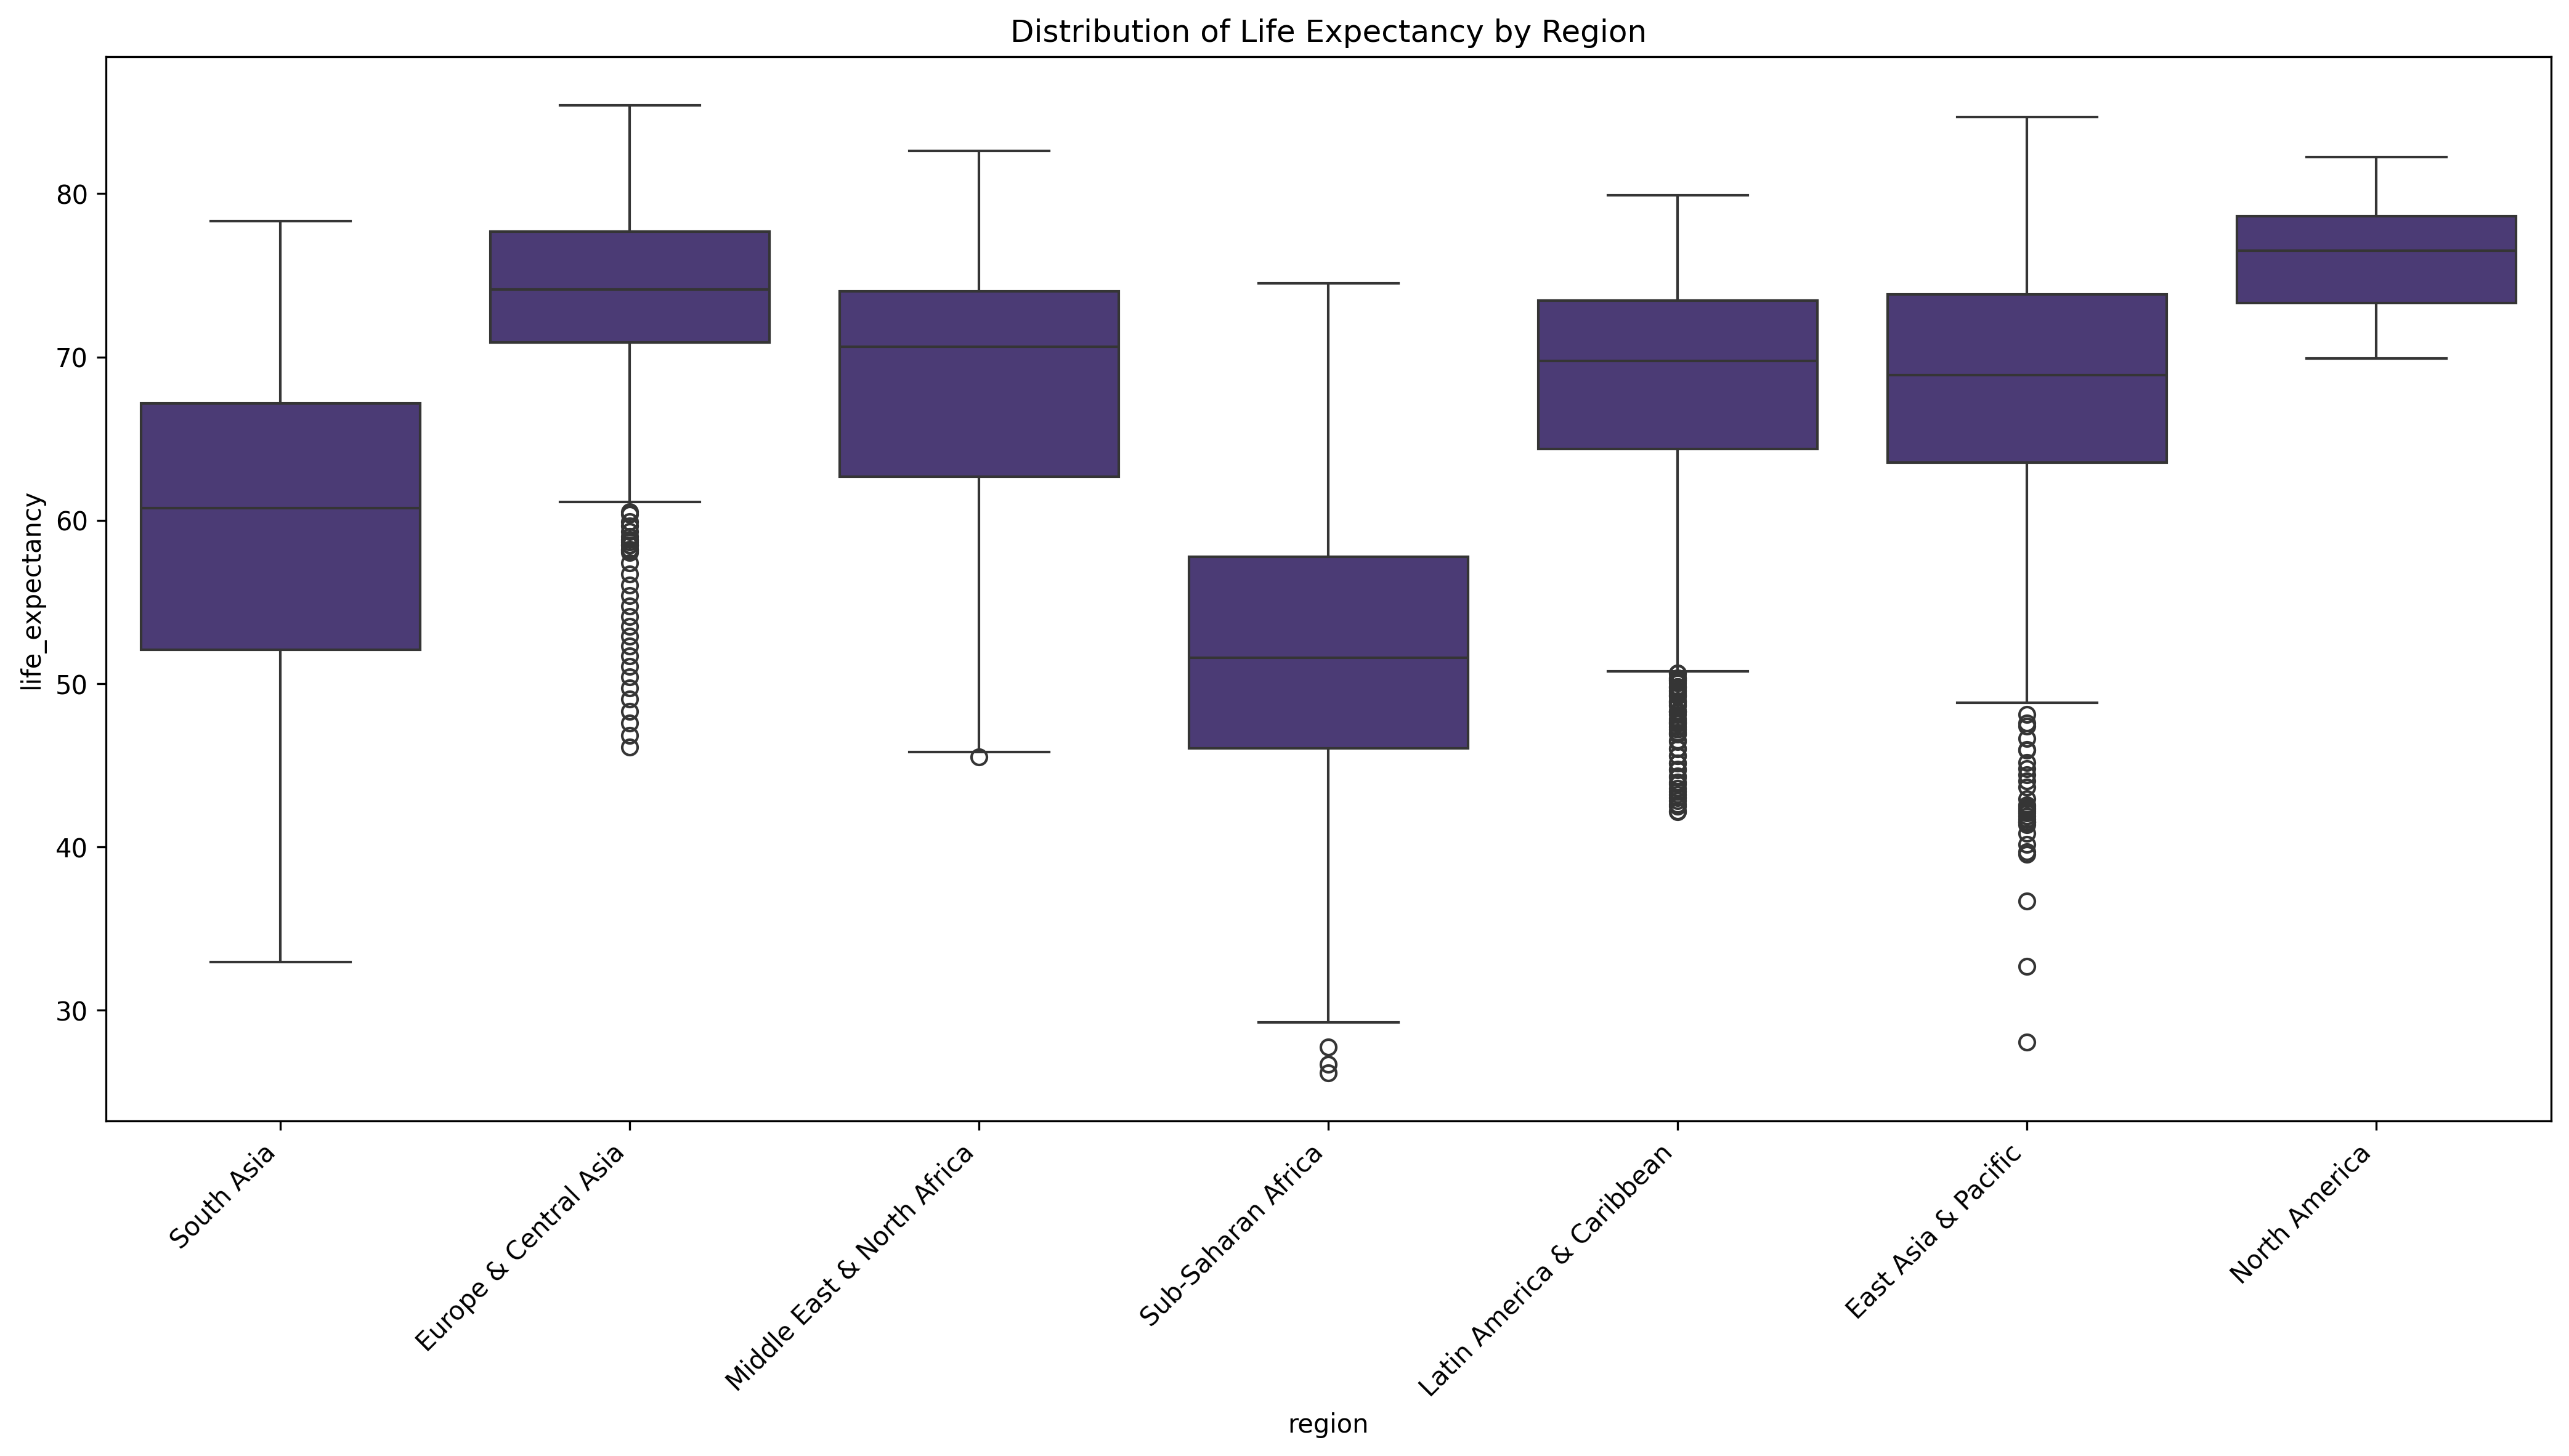 Distribution of Life Expectancy by Region
life_expectancy
80
70
60
50
40
30
South Asia
Europe & Central Asia
Middle East & North Africa
Sub-Saharan Africa
Latin America & Caribbean
East Asia & Pacific
North America
region